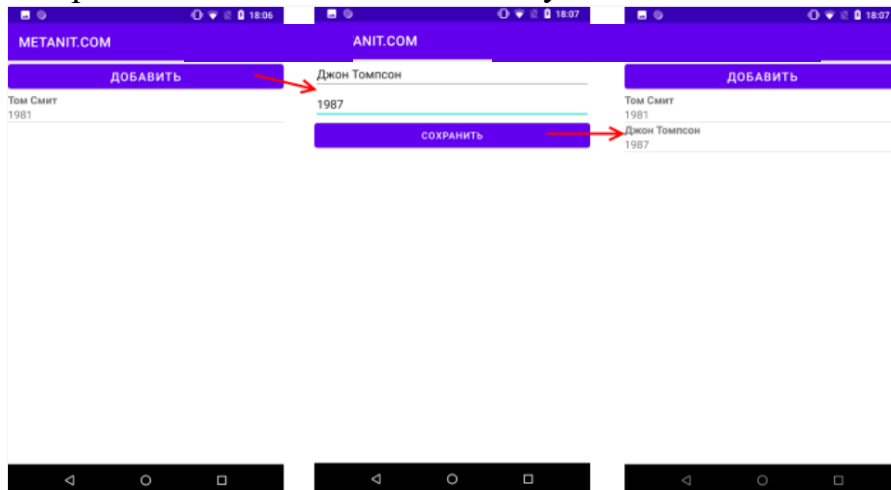 18:06
METANIT.COM
ДОБАВИТЬ
Том Смит
1981
18:07
ANIT.COM
Джон Томпсон
1987
СОХРАНИТЬ
18:07
ДОБАВИТЬ
Том Смит
1981
Джон Томпсон
1987